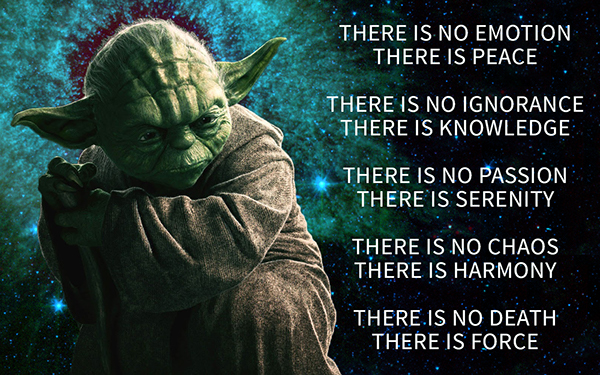 THERE IS NO EMOTION
THERE IS PEACE
THERE IS NO IGNORANCE
THERE IS KNOWLEDGE
THERE IS NO PASSION
THERE IS SERENITY
THERE IS NO CHAOS
THERE IS HARMONY
THERE IS NO DEATH
THERE IS FORCE